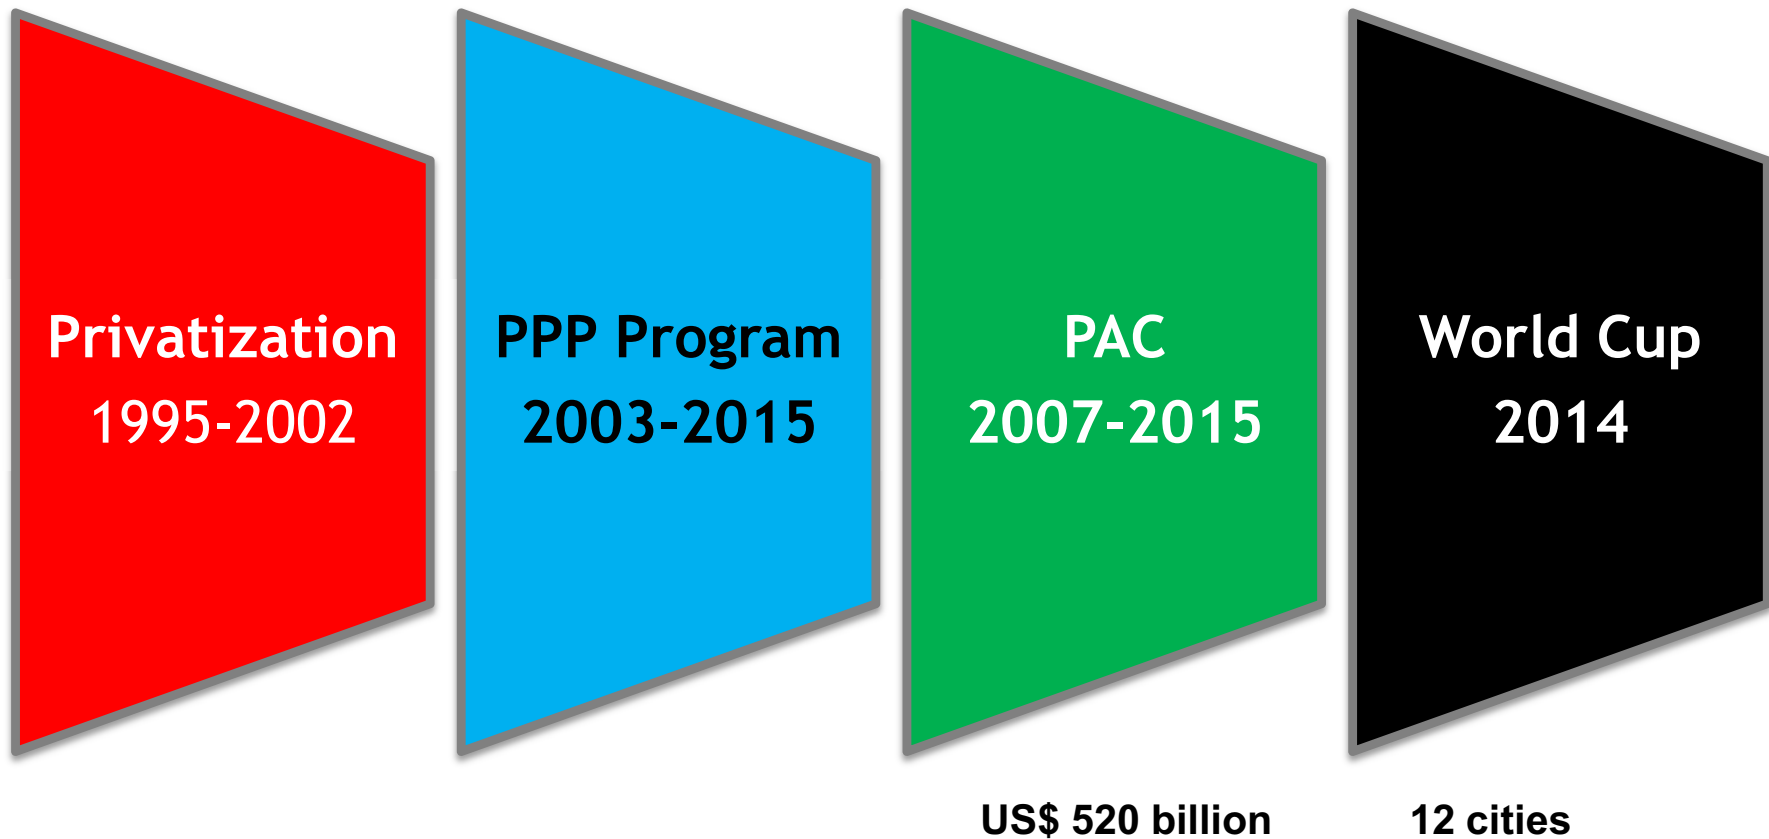 Privatization
1995-2002
PPP Program
2003-2015
PAC
2007-2015
World Cup
2014
US$ 520 billion
12 cities